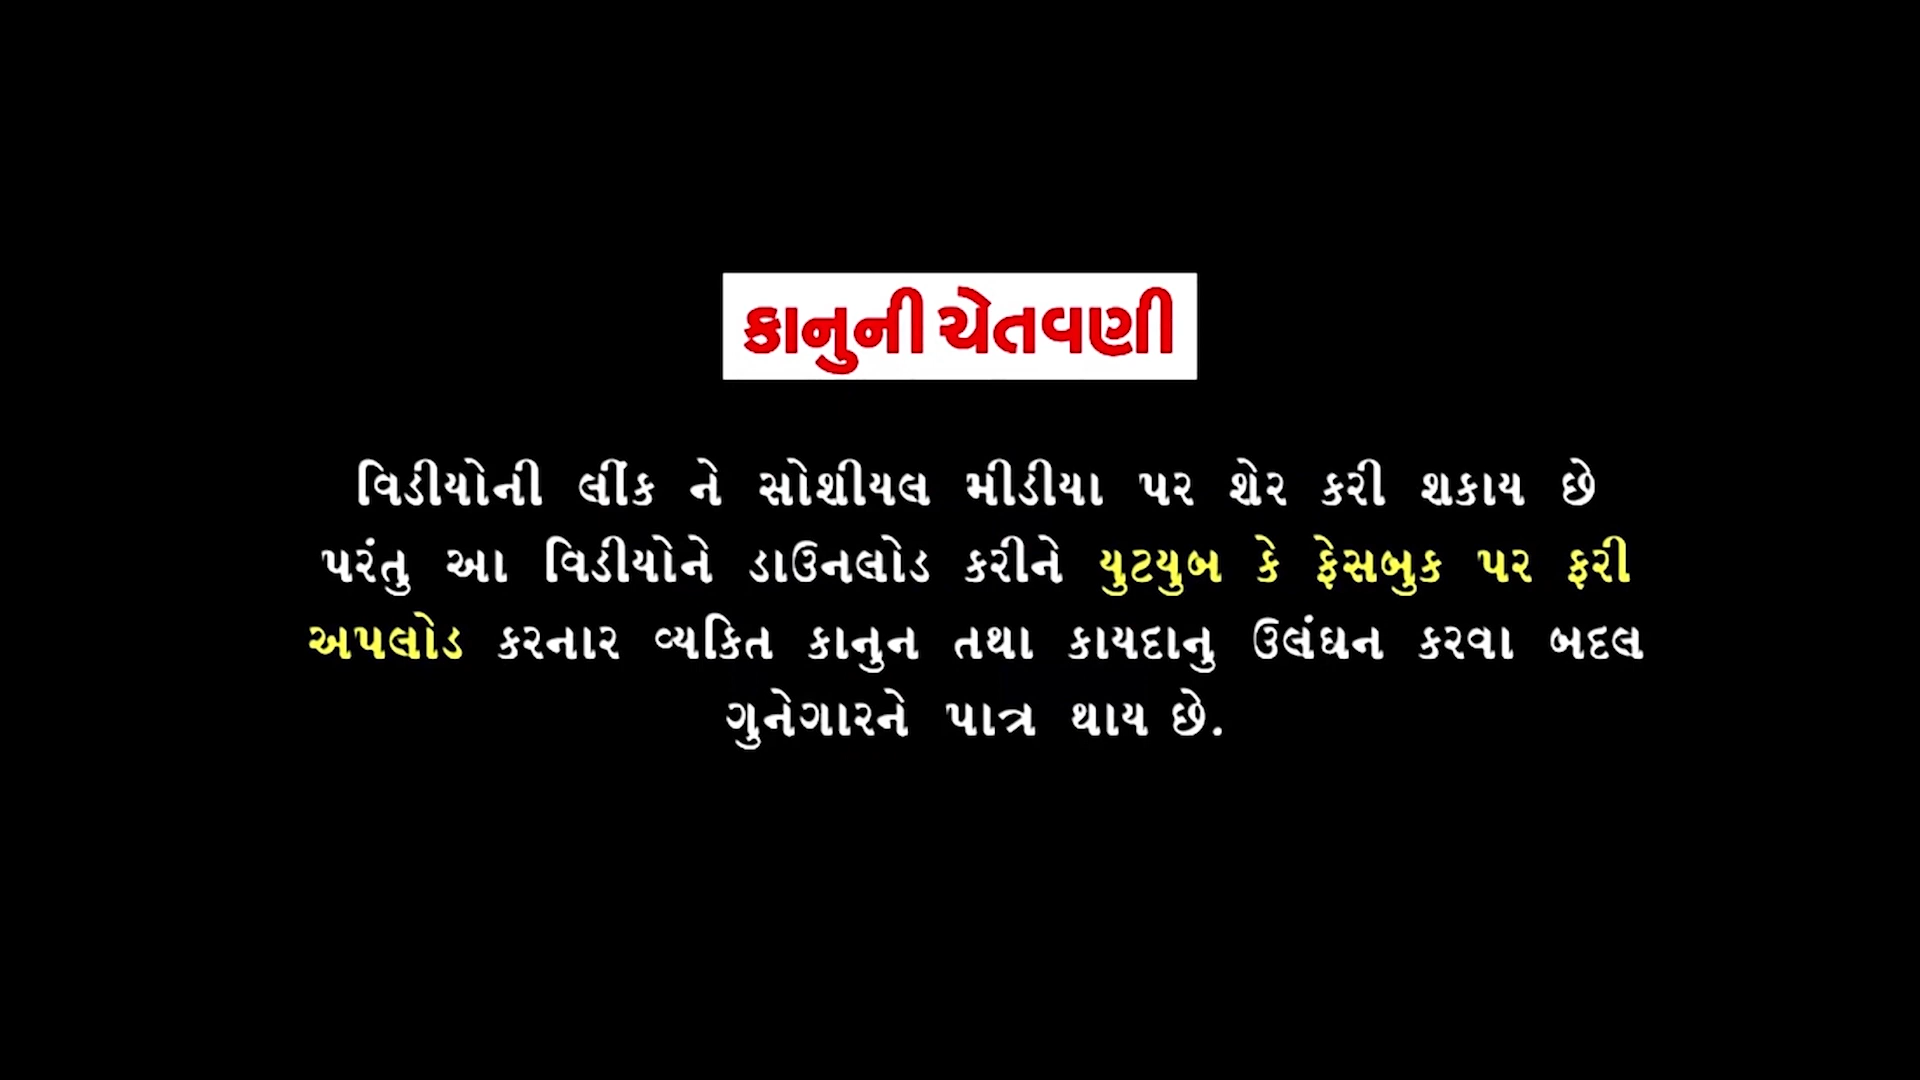 કાનુની ચેતવણી
વિડીયોની લીંક ને સોશીયલ મીડીયા પર શેર કરી શકાય છે
પરંતુ આ વિડીયોને ડાઉનલોડ કરીને યુટયુબ કે ફેસબુક પર ફરી
અપલોડ કરનાર વ્યકિત કાનુન તથા કાયદાનુ ઉલંઘન કરવા બદલ
ગુનેગારને પાત્ર થાય છે.